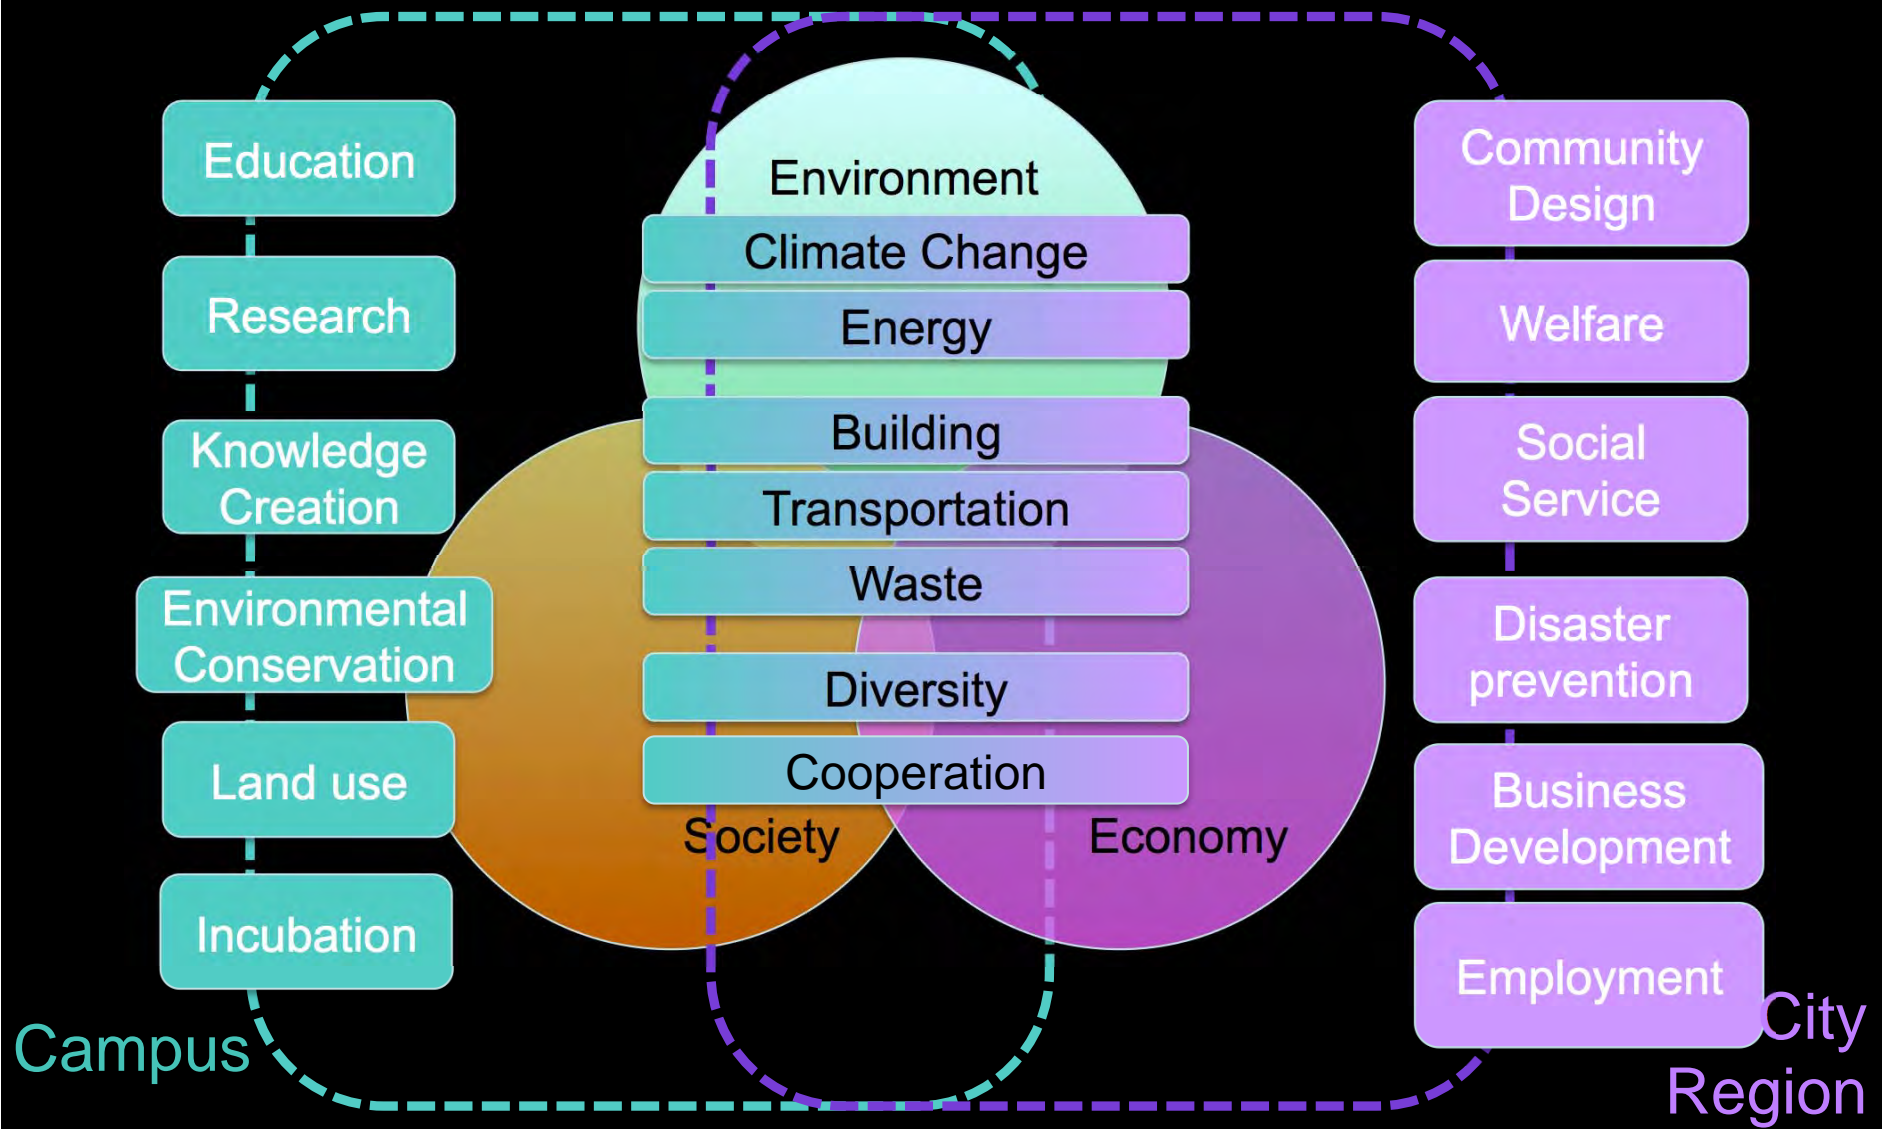 Education
Research
Knowledge
Creation
Environmental
Conservation
Land use
Incubation
Campus
Environment
Climate Change
Energy
Building
Transportation
Waste
Diversity
Cooperation
Society
Economy
Community
Design
Welfare
Social
Service
Disaster
prevention
Business
Development
Employment
City
Region